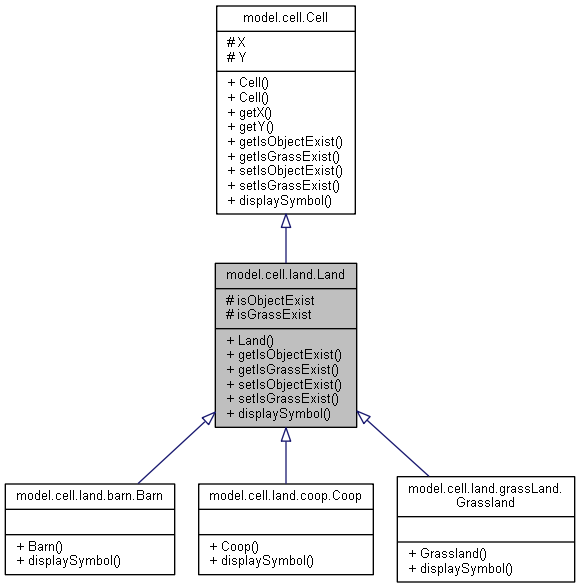 model.cell.Cell
# X
# Y
+ Cell()
+ Cell()
+ getX()
+ getY()
+ getIsObjectExist()
+ getIsGrassExist()
+ setIsObjectExist()
+ setIsGrassExist()
+ displaySymbol()
model.cell.land.Land
# isObjectExist
# isGrassExist
+ Land()
+ getIsObjectExist()
+ getIsGrassExist()
+ setIsObjectExist()
+ setIsGrassExist()
+ displaySymbol()
model.cell.land.barn.Barn
+ Barn()
+ displaySymbol()
model.cell.land.coop.Coop
+ Coop()
+ displaySymbol()
model.cell.land.grassLand.
Grassland
+ Grassland()
+ displaySymbol()